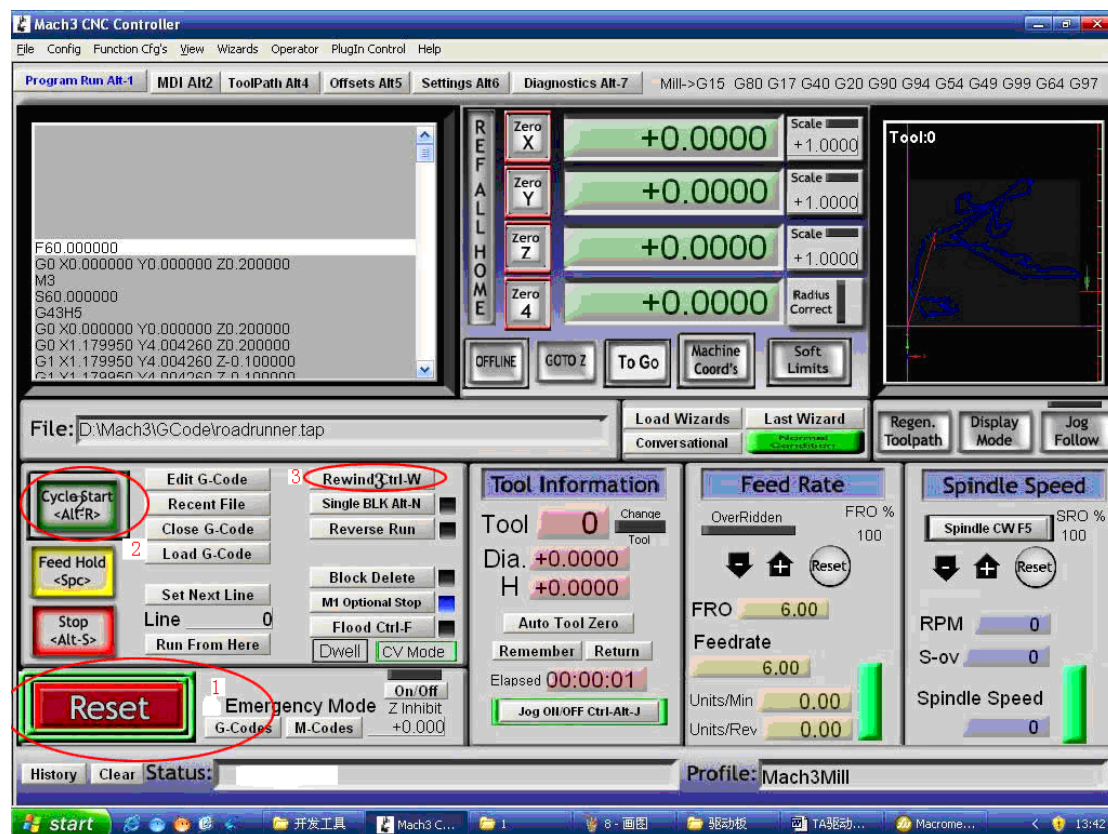 Mach3 CNC Controller
File Config Function Cfg's View Wizards Operator PlugIn Control Help
Program Run Alt-1 MDI Alt2 ToolPath Alt4 Offsets Alt5 Settings Alt6 Diagnostics Alt-7 Mill->G15 G80 G17 G40 G20 G90 G94 G54 G49 G99 G64 G97
F60.000000
G0 X0.000000 Y0.000000 Z0.200000
M3
S60.000000
G43H5
G0 X0.000000 Y0.000000 Z0.200000
G0 X1.179950 Y4.004260 Z0.200000
G1 X1.179950 Y4.004260 Z-0.100000
G1 X1.179950 Y4.004260 Z-0.100000
REF ALL HOME
Zero X +0.0000 Scale +1.0000
Zero Y +0.0000 Scale +1.0000
Zero Z +0.0000 Scale +1.0000
Zero 4 +0.0000 Radius Correct
OFFLINE GOTO Z To Go Machine Coord's Soft Limits
Tool:0
File: D:\Mach3\GCode\roadrunner.tap
Load Wizards Last Wizard
Conversational Normal Condition
Regen. Toolpath Display Mode Jog Follow
Cycle Start <Alt-R>
2
Feed Hold <Spc>
Stop <Alt-S>
Edit G-Code
Recent File
Close G-Code
Load G-Code
Set Next Line
Line 0
Run From Here
3 Rewind Ctrl-W
3
Single BLK Alt-N
Reverse Run
Block Delete
M1 Optional Stop
Flood Ctrl-F
Dwell CV Mode
Reset
1
Emergency Mode
G-Codes M-Codes
On/Off
Z Inhibit
+0.000
Tool Information
Tool 0 Change Tool
Dia. +0.0000
H +0.0000
Auto Tool Zero
Remember Return
Elapsed 00:00:01
Jog ON/OFF Ctrl-Alt-J
Feed Rate
OverRidden FRO % 100
Reset
FRO 6.00
Feedrate
6.00
Units/Min 0.00
Units/Rev 0.00
Spindle Speed
Spindle CW F5 SRO % 100
Reset
RPM 0
S-ov 0
Spindle Speed
0
History Clear Status: Profile: Mach3Mill
start 开发工具 Mach3 C... 1 8 - 画图 驱动板 TA驱动... Macrome... 13:42